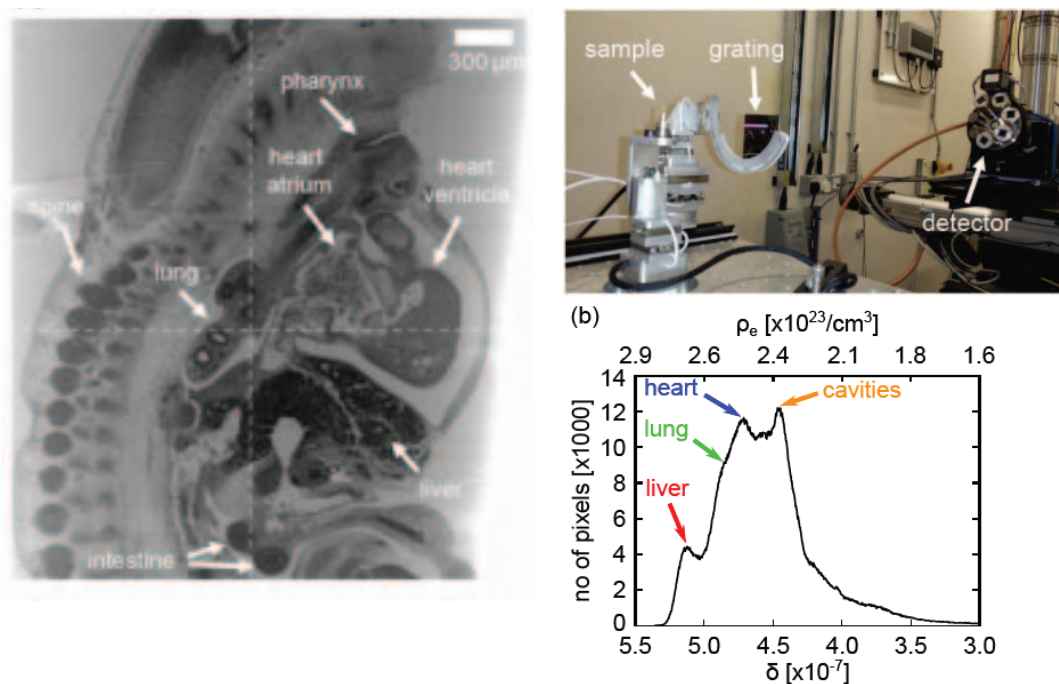 300 µm
pharynx
heart
atrium
heart
ventricle
spine
lung
liver
intestine
sample
grating
detector
(b)
ρₑ [x10²³/cm³]
2.9 2.6 2.4 2.1 1.8 1.6
no of pixels [x1000]
14
12
10
8
6
4
2
0
heart
cavities
lung
liver
5.5 5.0 4.5 4.0 3.5 3.0
δ [x10⁻⁷]